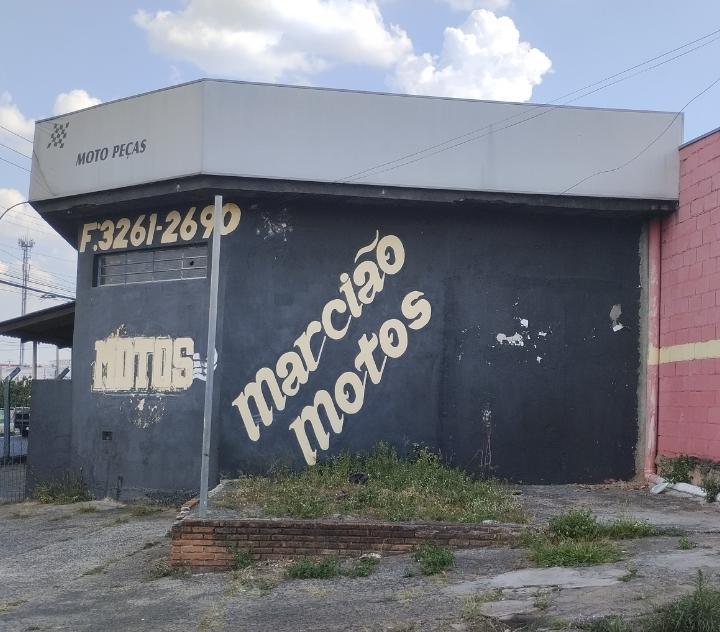 MOTO PEÇAS
F.3261-2690
MOTOS
marcião
motos